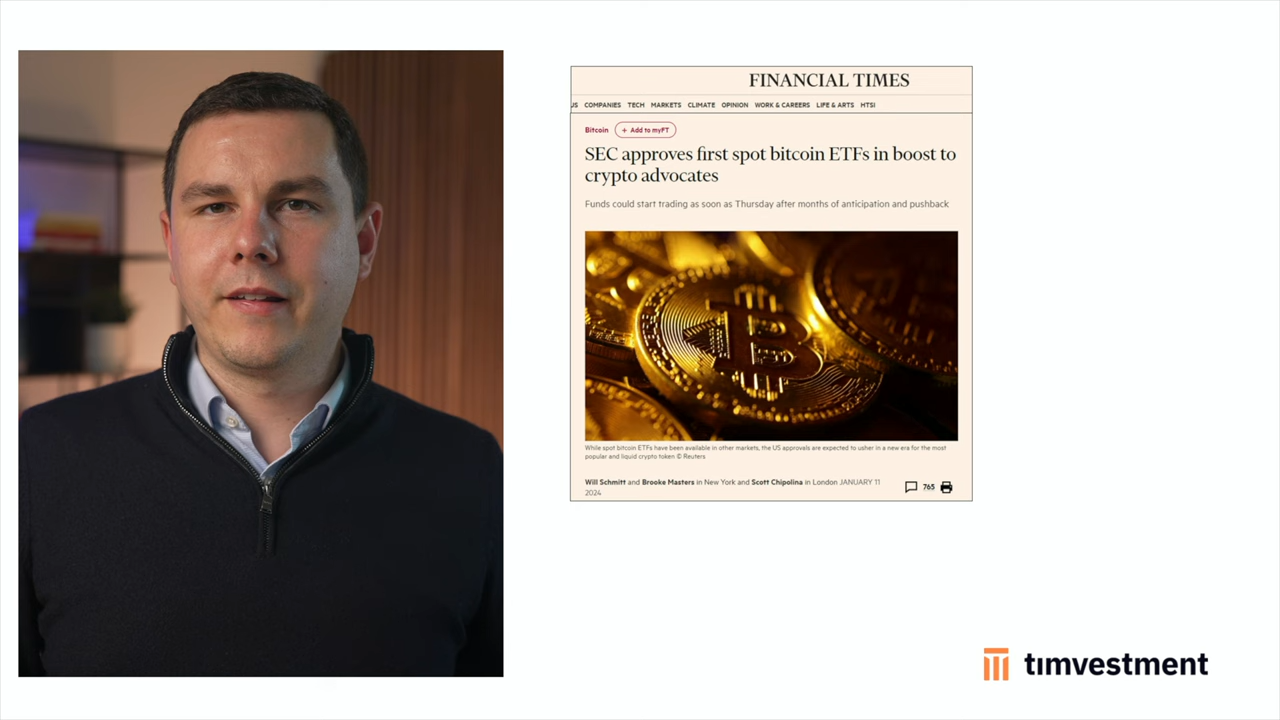 FINANCIAL TIMES
JS COMPANIES TECH MARKETS CLIMATE OPINION WORK & CAREERS LIFE & ARTS HTSI
Bitcoin + Add to myFT
SEC approves first spot bitcoin ETFs in boost to
crypto advocates
Funds could start trading as soon as Thursday after months of anticipation and pushback
While spot bitcoin ETFs have been available in other markets, the US approvals are expected to usher in a new era for the most
popular and liquid crypto token © Reuters
Will Schmitt and Brooke Masters in New York and Scott Chipolina in London JANUARY 11
2024
765
tımvestment